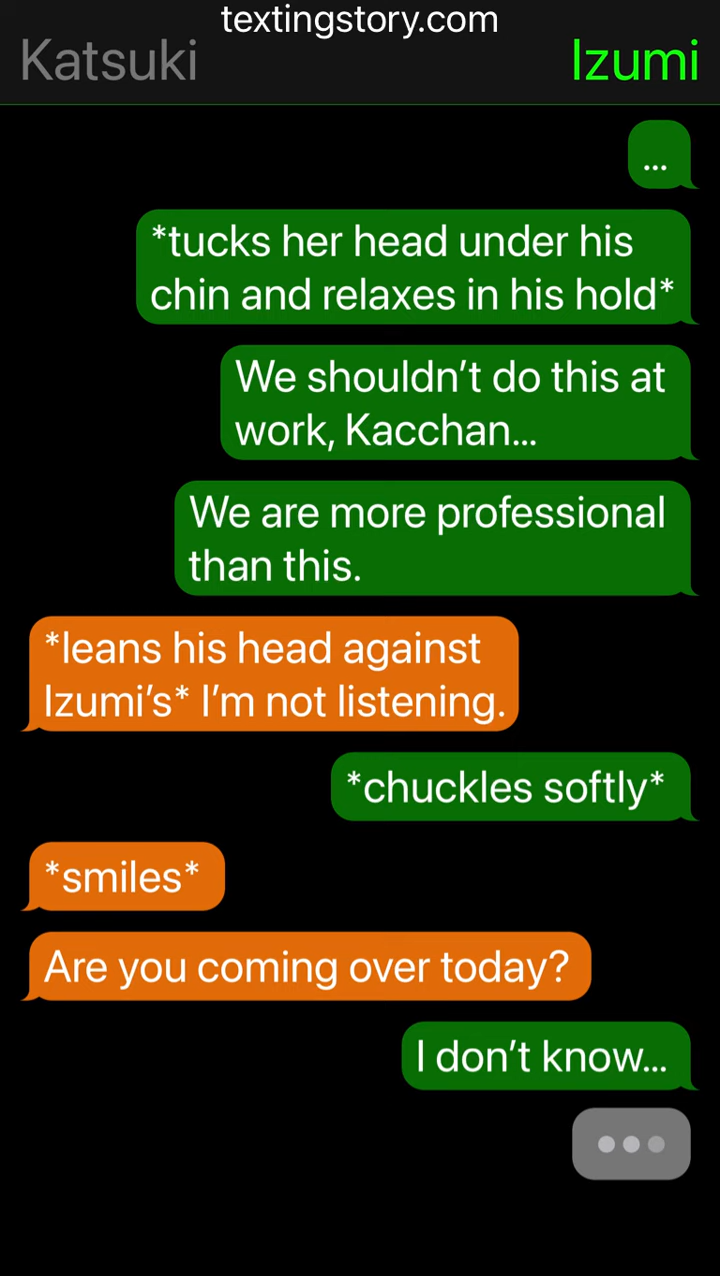 textingstory.com
Katsuki
Izumi
...
*tucks her head under his
chin and relaxes in his hold*
We shouldn’t do this at
work, Kacchan...
We are more professional
than this.
*leans his head against
Izumi’s* I’m not listening.
*chuckles softly*
*smiles*
Are you coming over today?
I don’t know...